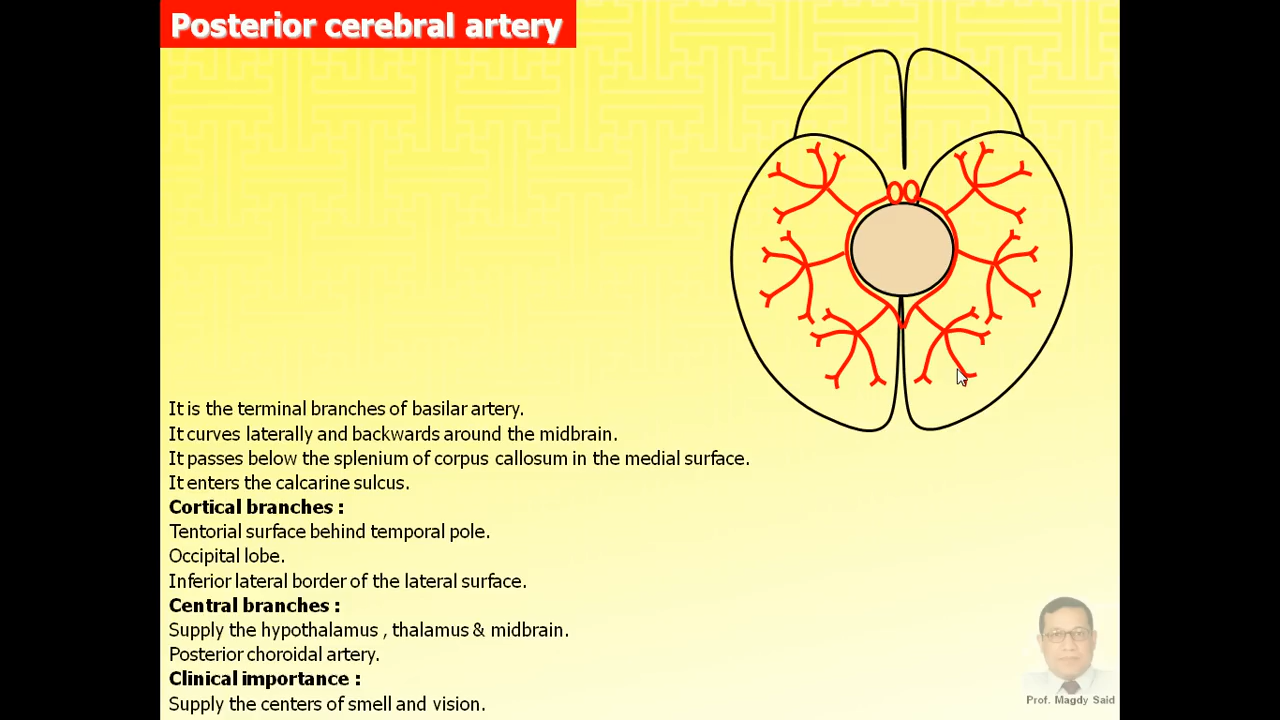 Posterior cerebral artery
It is the terminal branches of basilar artery.
It curves laterally and backwards around the midbrain.
It passes below the splenium of corpus callosum in the medial surface.
It enters the calcarine sulcus.
Cortical branches :
Tentorial surface behind temporal pole.
Occipital lobe.
Inferior lateral border of the lateral surface.
Central branches :
Supply the hypothalamus , thalamus & midbrain.
Posterior choroidal artery.
Clinical importance :
Supply the centers of smell and vision.
Prof. Magdy Said